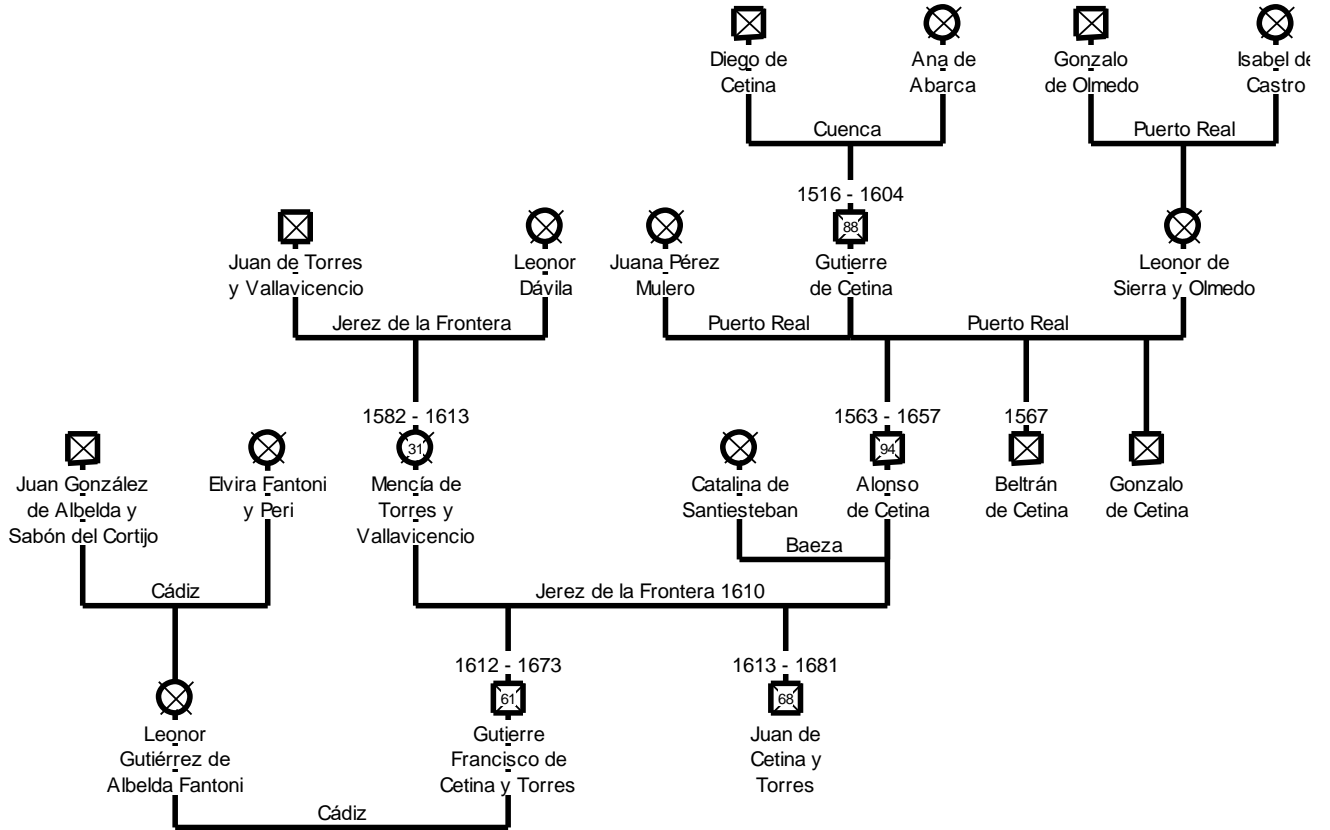 Diego de
Cetina
Ana de
Abarca
Gonzalo
de Olmedo
Isabel de
Castro
Cuenca
Puerto Real
1516 - 1604
88
Juan de Torres
y Vallavicencio
Leonor
Dávila
Juana Pérez
Mulero
Gutierre
de Cetina
Leonor de
Sierra y Olmedo
Jerez de la Frontera
Puerto Real
Puerto Real
1582 - 1613
1563 - 1657
1567
31
94
Juan González
de Albelda y
Sabón del Cortijo
Elvira Fantoni
y Peri
Mencía de
Torres y
Vallavicencio
Catalina de
Santiesteban
Alonso
de Cetina
Beltrán
de Cetina
Gonzalo
de Cetina
Baeza
Cádiz
Jerez de la Frontera 1610
1612 - 1673
1613 - 1681
61
68
Leonor
Gutiérrez de
Albelda Fantoni
Gutierre
Francisco de
Cetina y Torres
Juan de
Cetina y
Torres
Cádiz